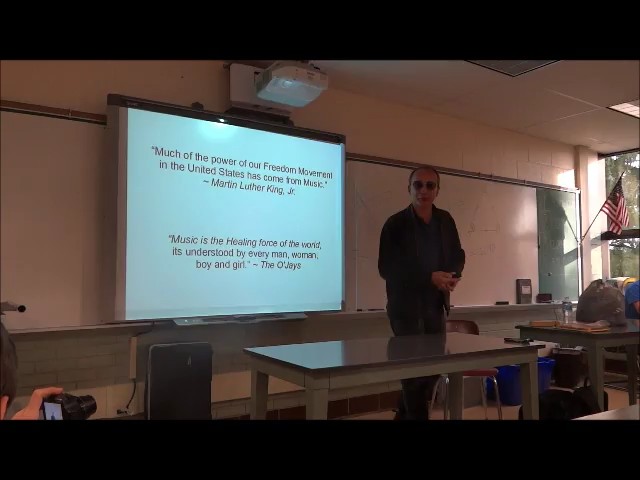 “Much of the power of our Freedom Movement
in the United States has come from Music.”
~ Martin Luther King, Jr.
“Music is the Healing force of the world,
its understood by every man, woman,
boy and girl.” ~ The O'Jays